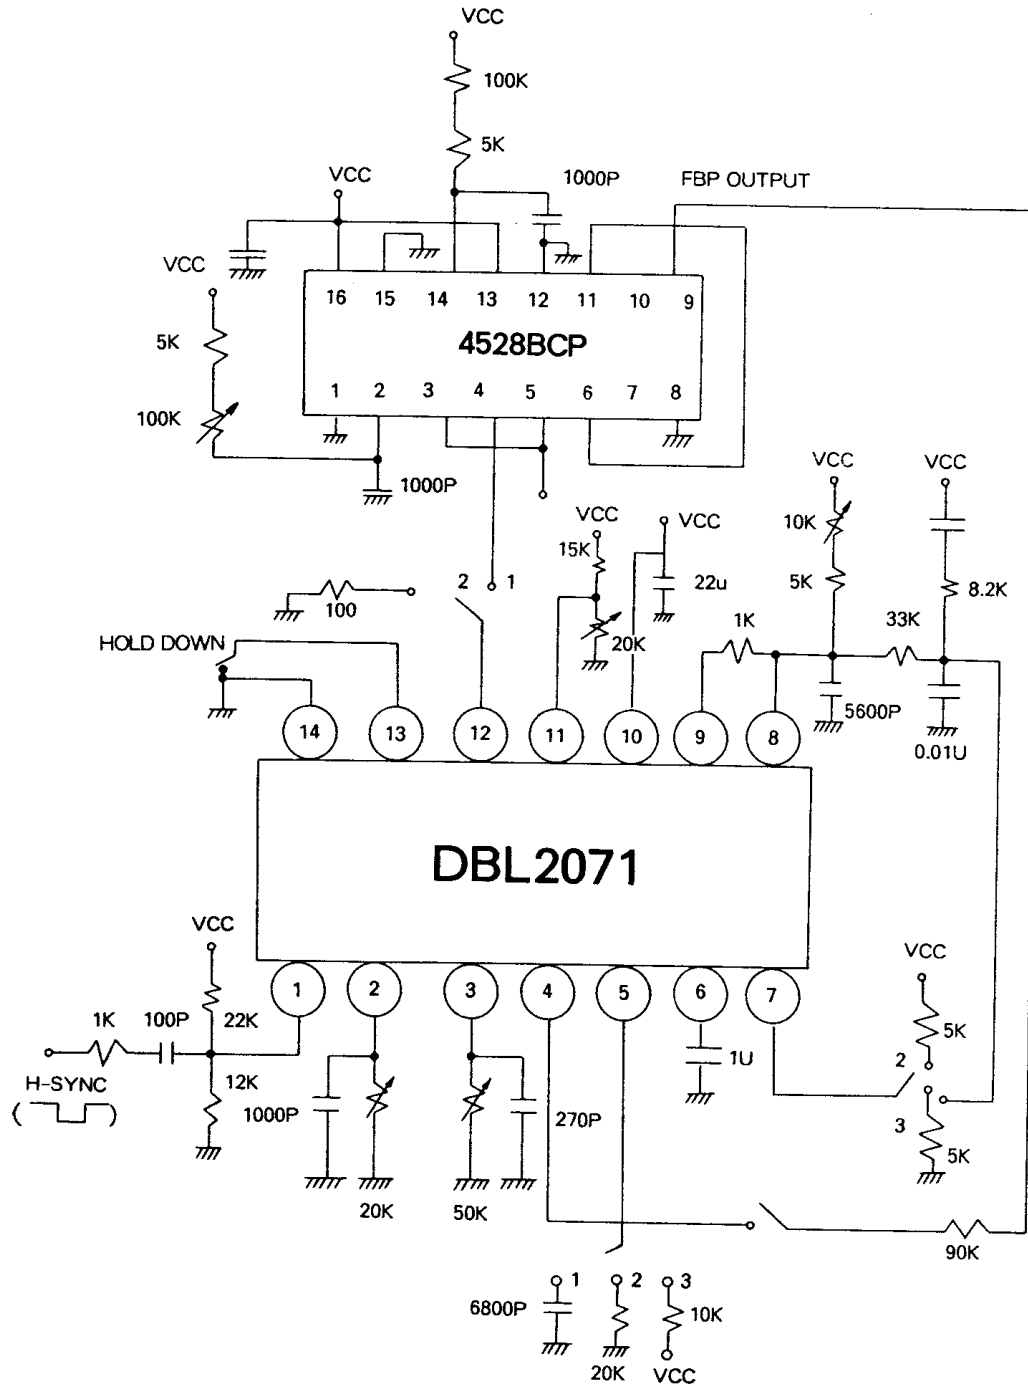 VCC
100K
5K
1000P
FBP OUTPUT
VCC
VCC
16 15 14 13 12 11 10 9
4528BCP
1 2 3 4 5 6 7 8
5K
100K
1000P
VCC
VCC
VCC
VCC
15K
10K
22u
5K
8.2K
2 1
100
20K
1K
33K
HOLD DOWN
5600P
0.01U
14 13 12 11 10 9 8
DBL2071
1 2 3 4 5 6 7
VCC
VCC
1K
100P
22K
5K
1U
2
H-SYNC
12K
1000P
270P
3
5K
( )
20K
50K
90K
1 2 3
6800P
10K
20K
VCC